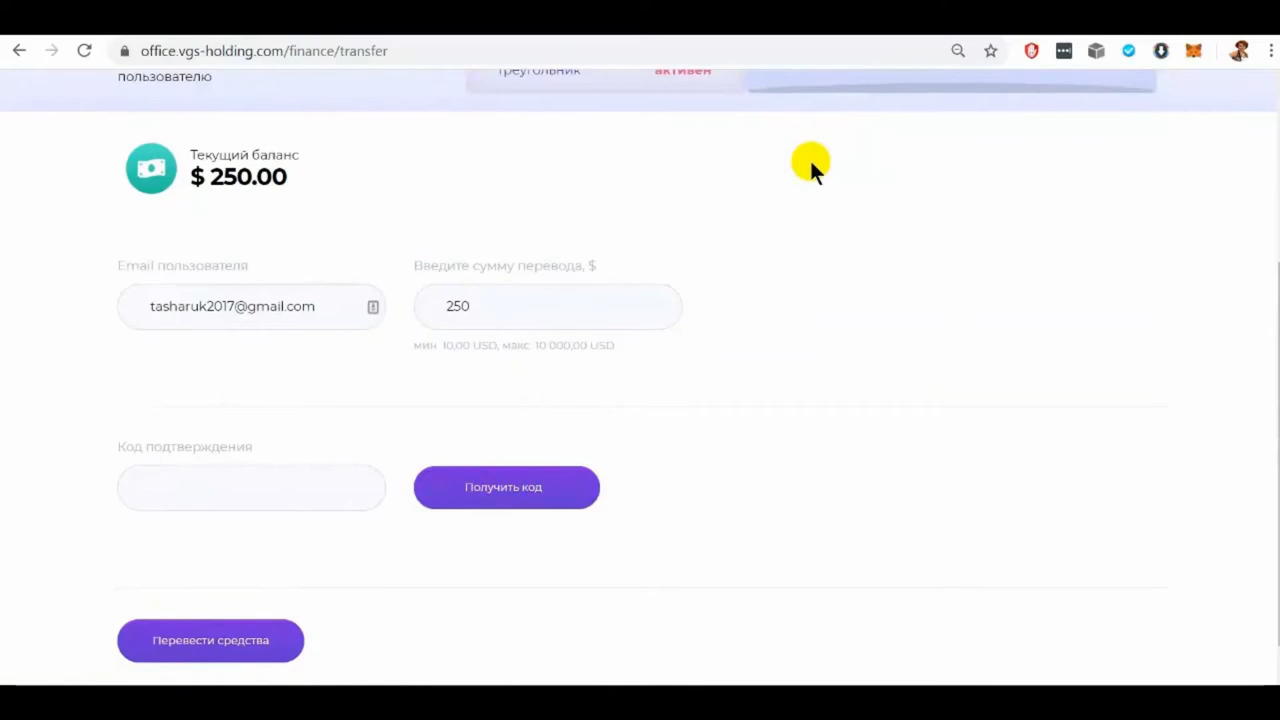 office.vgs-holding.com/finance/transfer
пользователю
треугольник
активен
Текущий баланс
$ 250.00
Email пользователя
Введите сумму перевода, $
tasharuk2017@gmail.com
250
мин. 10,00 USD, макс. 10 000,00 USD
Код подтверждения
Получить код
Перевести средства